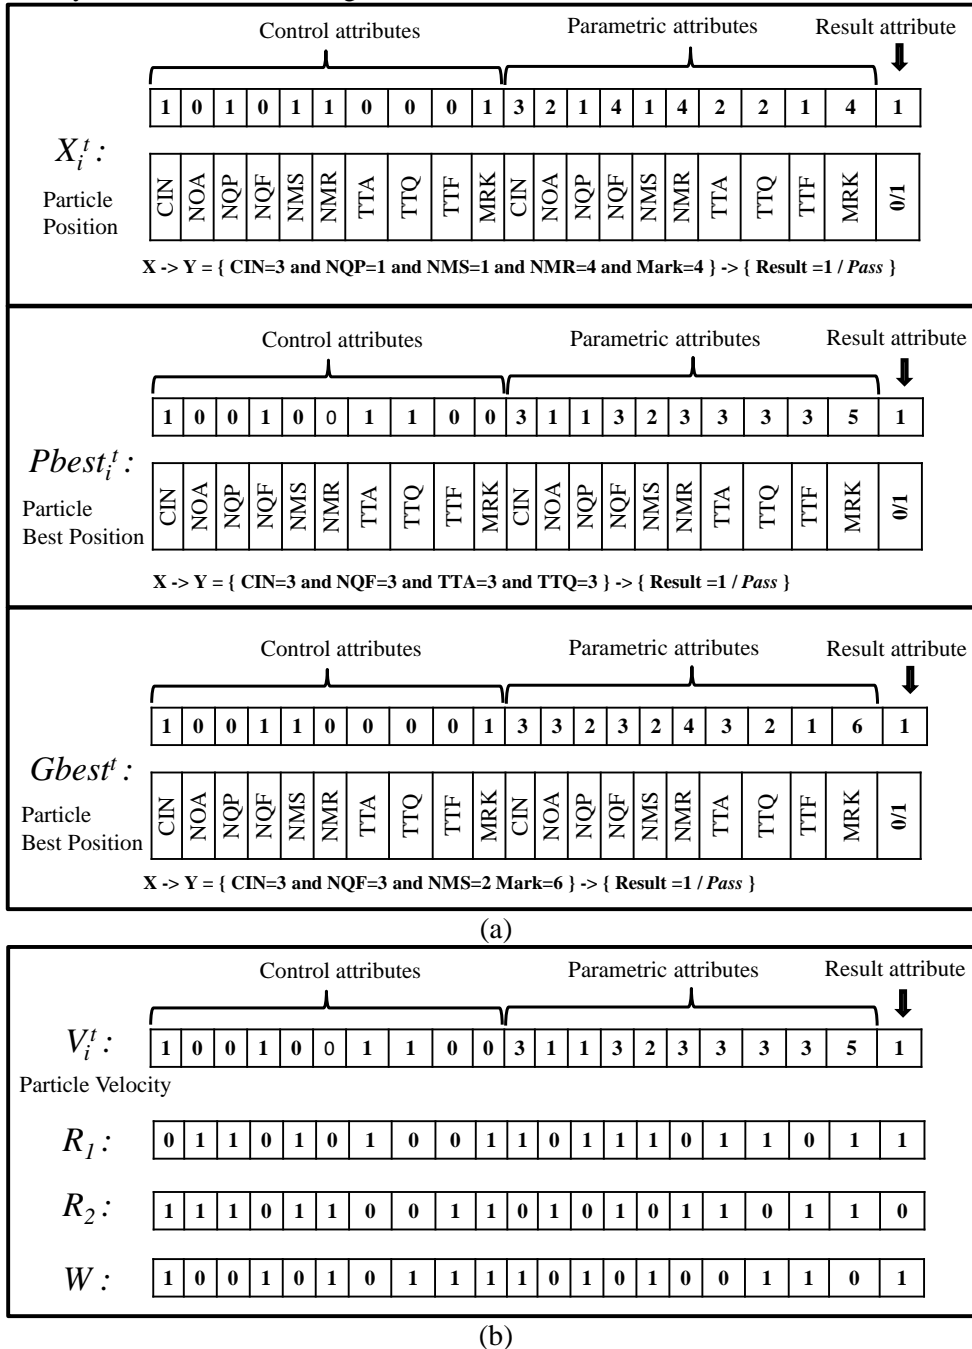 Control attributes Parametric attributes Result attribute
1 0 1 0 1 1 0 0 0 1 3 2 1 4 1 4 2 2 1 4 1
X_i^t :
Particle
Position
CIN NOA NQP NQF NMS NMR TTA TTQ TTF MRK CIN NOA NQP NQF NMS NMR TTA TTQ TTF MRK 0/1
X -> Y = { CIN=3 and NQP=1 and NMS=1 and NMR=4 and Mark=4 } -> { Result =1 / Pass }
Control attributes Parametric attributes Result attribute
1 0 0 1 0 0 1 1 0 0 3 1 1 3 2 3 3 3 3 5 1
Pbest_i^t :
Particle
Best Position
CIN NOA NQP NQF NMS NMR TTA TTQ TTF MRK CIN NOA NQP NQF NMS NMR TTA TTQ TTF MRK 0/1
X -> Y = { CIN=3 and NQF=3 and TTA=3 and TTQ=3 } -> { Result =1 / Pass }
Control attributes Parametric attributes Result attribute
1 0 0 1 1 0 0 0 0 1 3 3 2 3 2 4 3 2 1 6 1
Gbest^t :
Particle
Best Position
CIN NOA NQP NQF NMS NMR TTA TTQ TTF MRK CIN NOA NQP NQF NMS NMR TTA TTQ TTF MRK 0/1
X -> Y = { CIN=3 and NQF=3 and NMS=2 Mark=6 } -> { Result =1 / Pass }
(a)
Control attributes Parametric attributes Result attribute
V_i^t : 1 0 0 1 0 0 1 1 0 0 3 1 1 3 2 3 3 3 3 5 1
Particle Velocity
R_1 : 0 1 1 0 1 0 1 0 0 1 1 0 1 1 1 0 1 1 0 1 1
R_2 : 1 1 1 0 1 1 0 0 1 1 0 1 0 1 0 1 1 0 1 1 0
W : 1 0 0 1 0 1 0 1 1 1 1 0 1 0 1 0 0 1 1 0 1
(b)